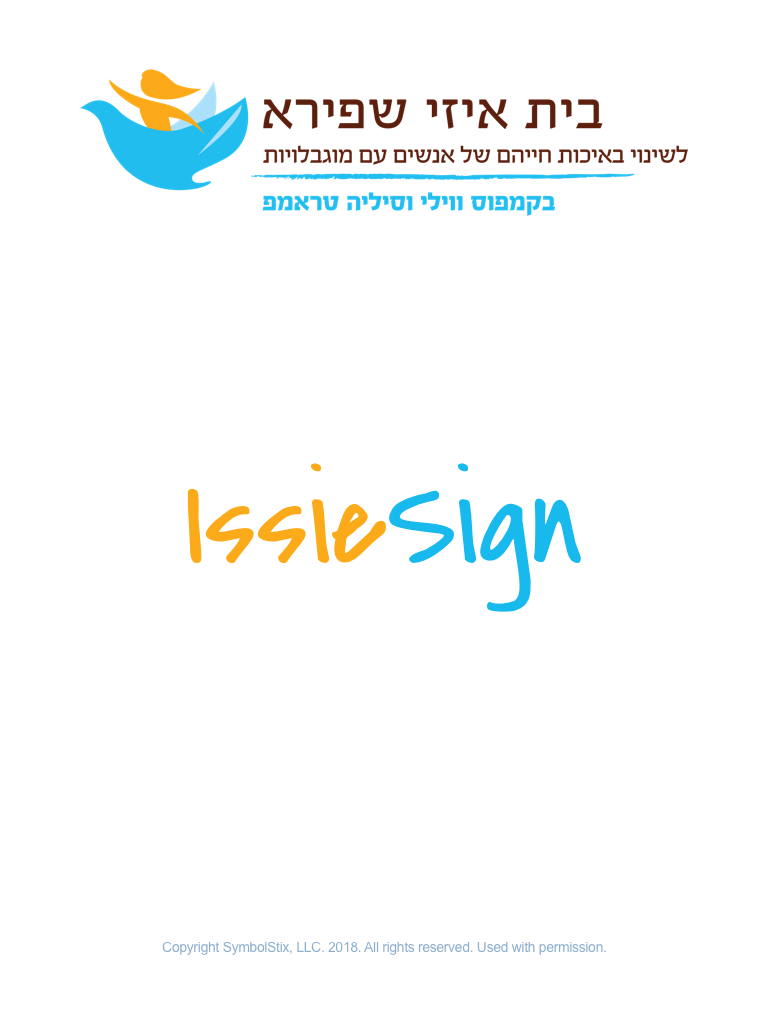 בית איזי שפירא
לשינוי באיכות חייהם של אנשים עם מוגבלויות
בקמפוס ווילי וסיליה טראמפ
IssieSign
Copyright SymbolStix, LLC. 2018. All rights reserved. Used with permission.